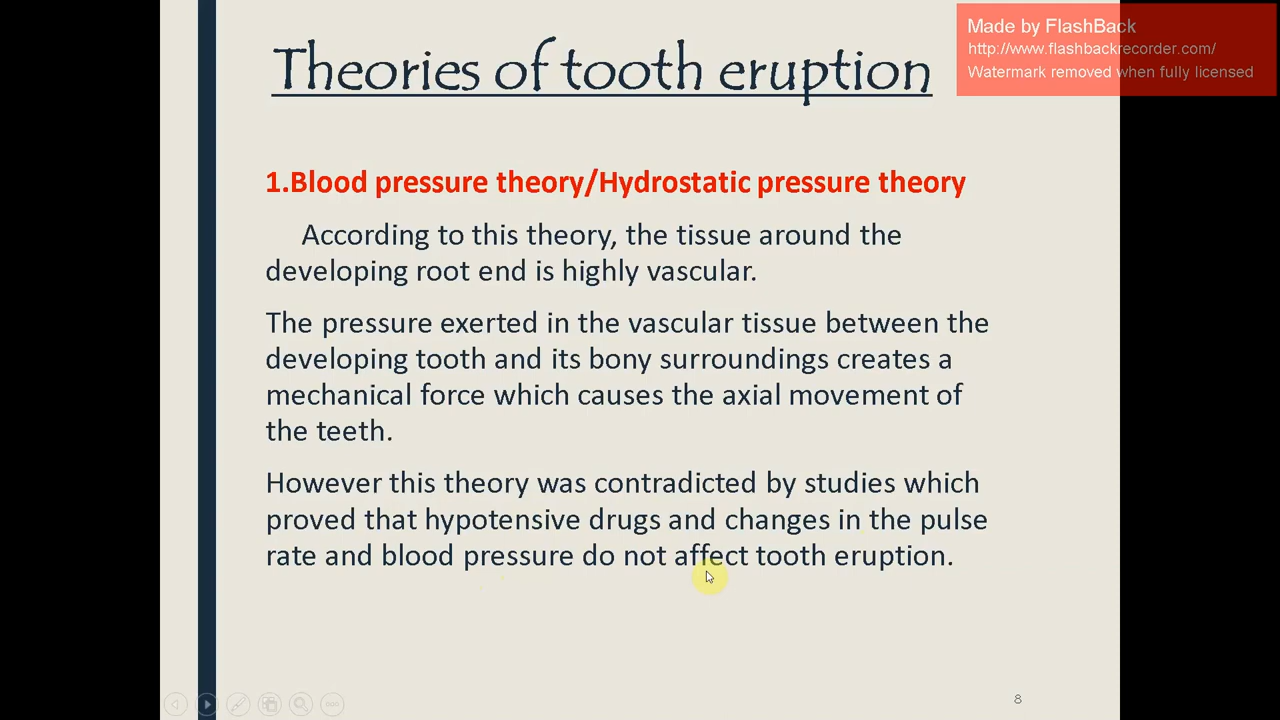 Theories of tooth eruption
Made by FlashBack
http://www.flashbackrecorder.com/
Watermark removed when fully licensed
1.Blood pressure theory/Hydrostatic pressure theory
According to this theory, the tissue around the
developing root end is highly vascular.
The pressure exerted in the vascular tissue between the
developing tooth and its bony surroundings creates a
mechanical force which causes the axial movement of
the teeth.
However this theory was contradicted by studies which
proved that hypotensive drugs and changes in the pulse
rate and blood pressure do not affect tooth eruption.
8